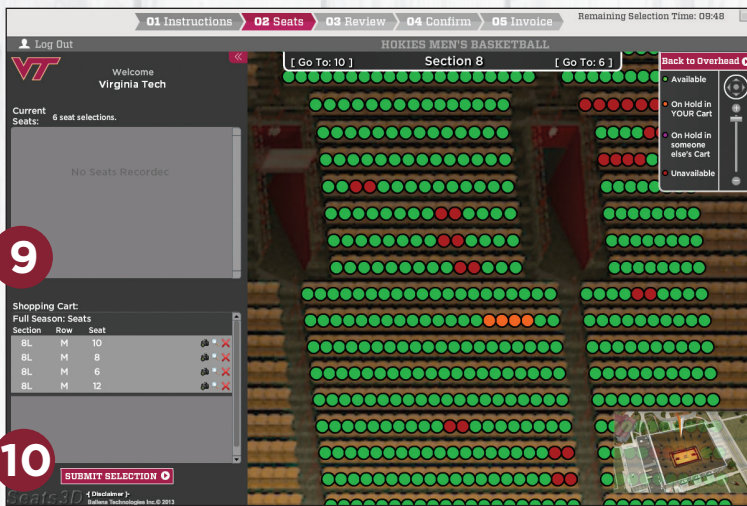 01 Instructions 02 Seats 03 Review 04 Confirm 05 Invoice
Remaining Selection Time: 09:48
Log Out
HOKIES MEN'S BASKETBALL
VT
Welcome
Virginia Tech
[ Go To: 10 ] Section 8 [ Go To: 6 ]
Back to Overhead
Available
On Hold in
YOUR Cart
On Hold in
someone
else's Cart
Unavailable
Current
Seats: 6 seat selections.
No Seats Recordec
9
Shopping Cart:
Full Season: Seats
Section Row Seat
8L M 10
8L M 8
8L M 6
8L M 12
10
SUBMIT SELECTION
Seats3D
-{ Disclaimer }-
Ballena Technologies Inc.© 2013